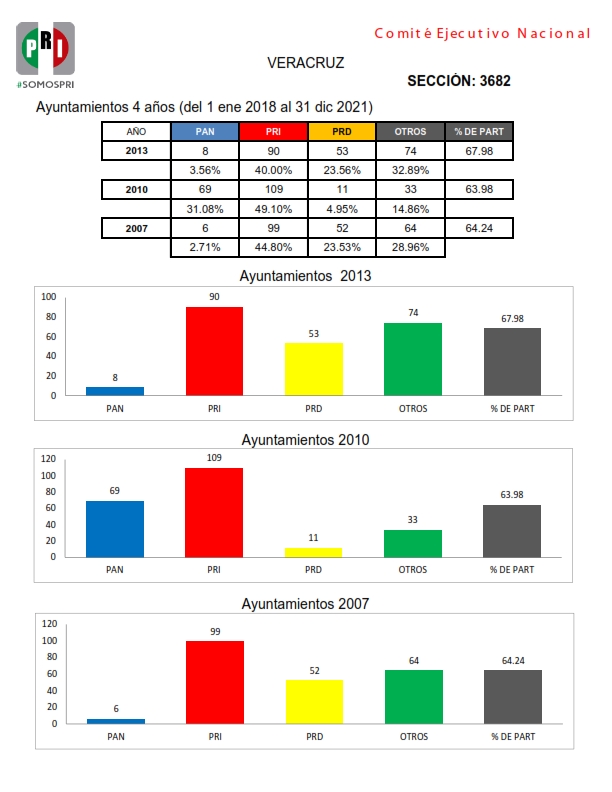 Comité Ejecutivo Nacional
PRI
#SOMOSPRI
VERACRUZ
SECCIÓN: 3682
Ayuntamientos 4 años (del 1 ene 2018 al 31 dic 2021)
AÑO PAN PRI PRD OTROS % DE PART
2013 8 90 53 74 67.98
3.56% 40.00% 23.56% 32.89%
2010 69 109 11 33 63.98
31.08% 49.10% 4.95% 14.86%
2007 6 99 52 64 64.24
2.71% 44.80% 23.53% 28.96%
Ayuntamientos 2013
100
80
60
40
20
0
8 90 53 74 67.98
PAN PRI PRD OTROS % DE PART
Ayuntamientos 2010
120
100
80
60
40
20
0
69 109 11 33 63.98
PAN PRI PRD OTROS % DE PART
Ayuntamientos 2007
120
100
80
60
40
20
0
6 99 52 64 64.24
PAN PRI PRD OTROS % DE PART